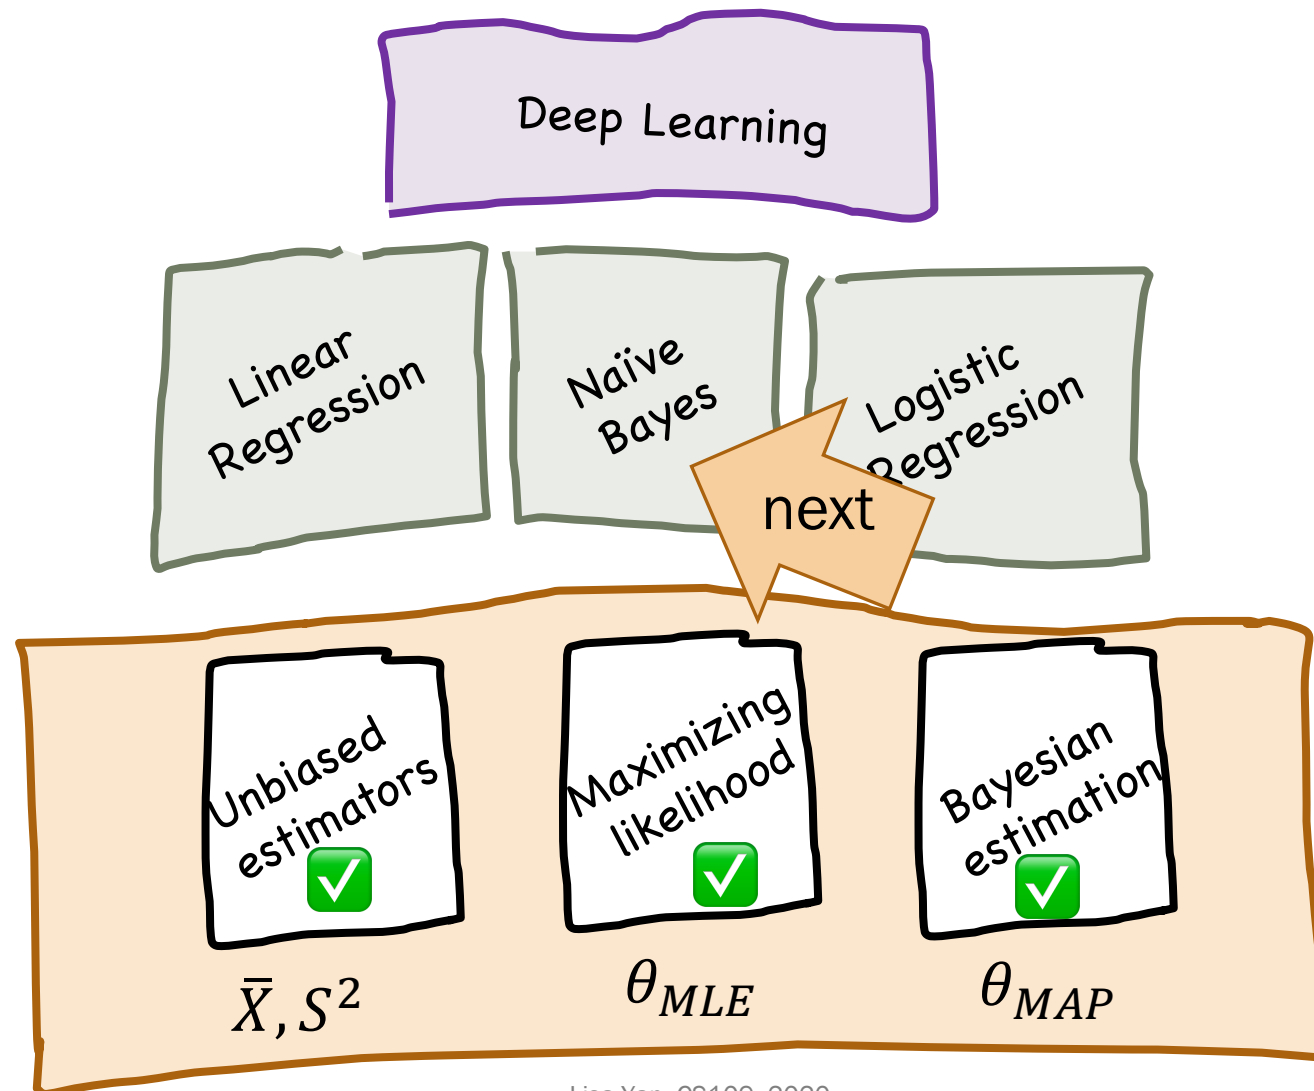 Deep Learning
Linear
Regression
Naïve
Bayes
Logistic
Regression
next
Unbiased
estimators
Maximizing
likelihood
Bayesian
estimation
X̄, S²
θ_MLE
θ_MAP